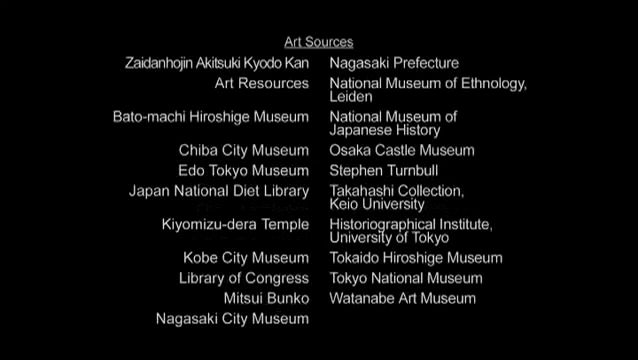 Art Sources
Zaidanhojin Akitsuki Kyodo Kan
Art Resources
Bato-machi Hiroshige Museum
Chiba City Museum
Edo Tokyo Museum
Japan National Diet Library
Kiyomizu-dera Temple
Kobe City Museum
Library of Congress
Mitsui Bunko
Nagasaki City Museum
Nagasaki Prefecture
National Museum of Ethnology,
Leiden
National Museum of
Japanese History
Osaka Castle Museum
Stephen Turnbull
Takahashi Collection,
Keio University
Historiographical Institute,
University of Tokyo
Tokaido Hiroshige Museum
Tokyo National Museum
Watanabe Art Museum